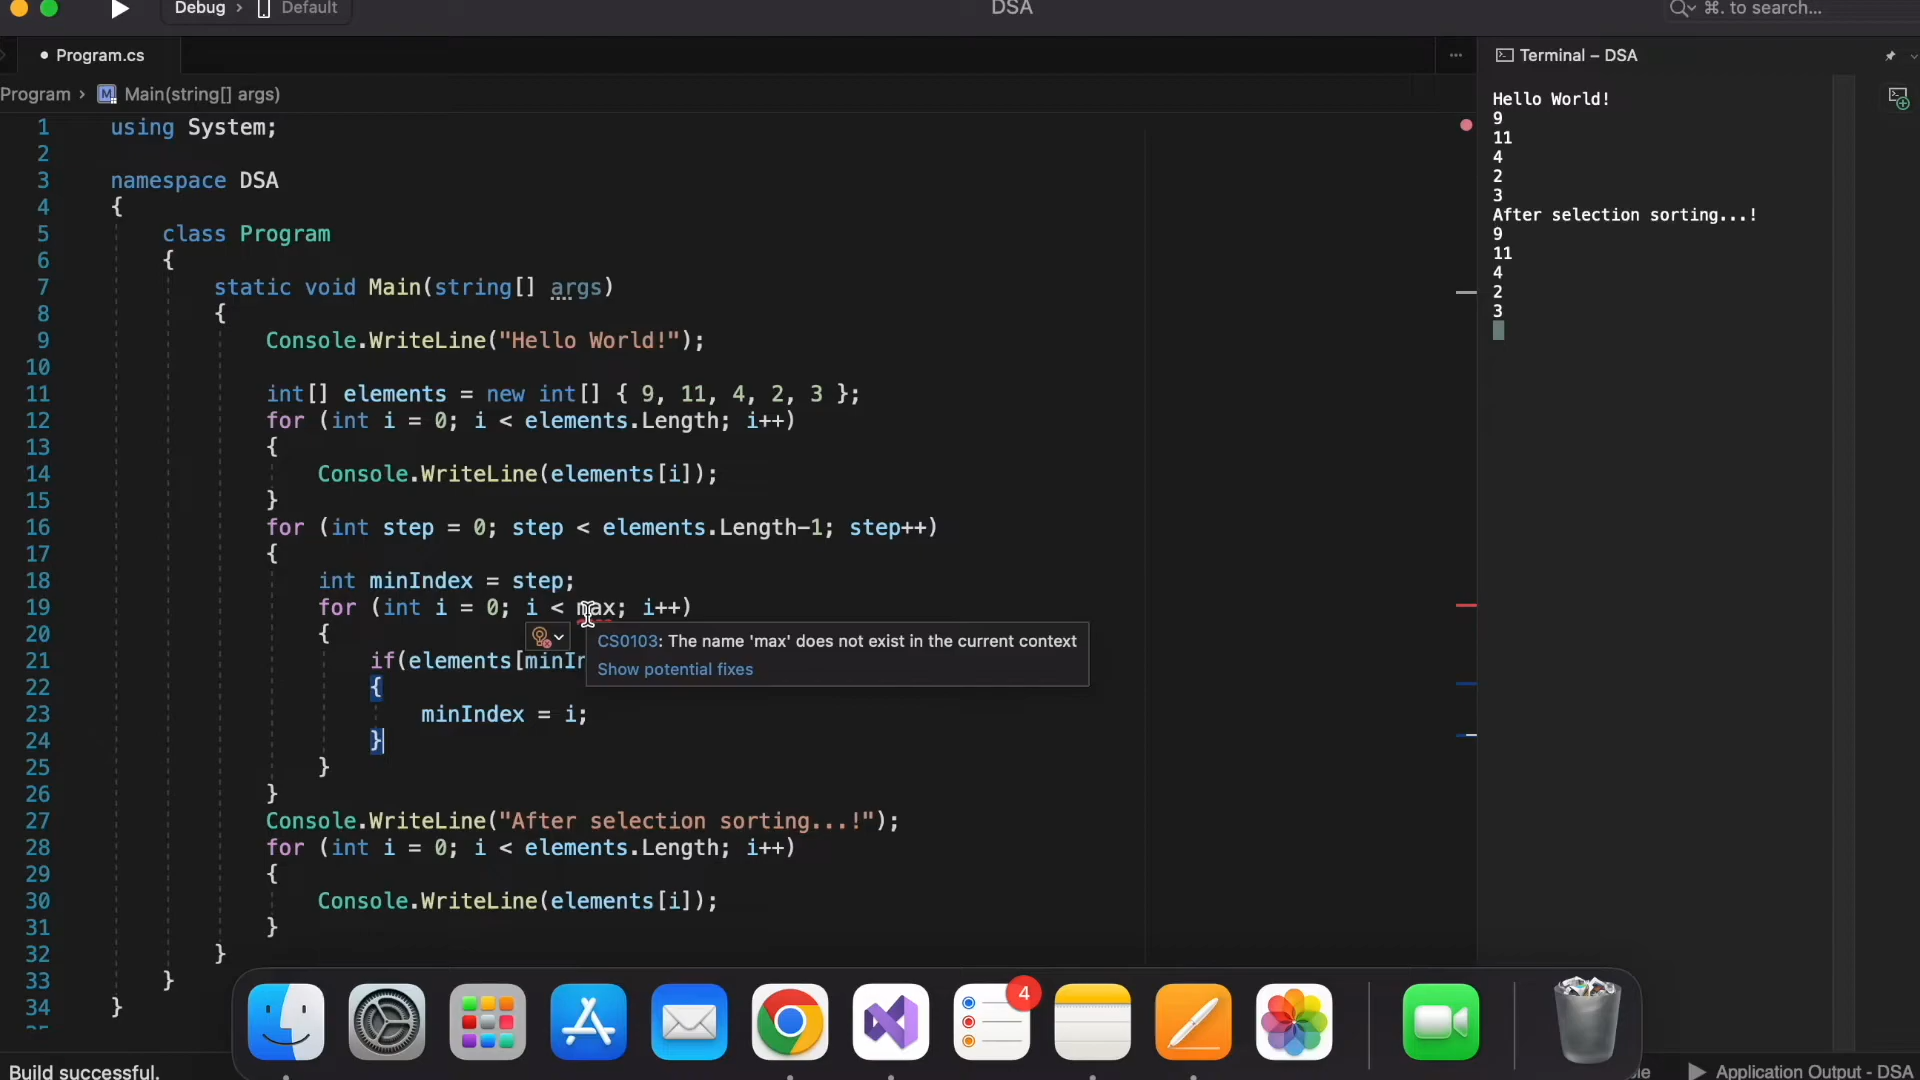 Debug › Default
DSA
⌘. to search...
• Program.cs
Terminal – DSA
Program › M Main(string[] args)
1 using System;
2
3 namespace DSA
4 {
5 class Program
6 {
7 static void Main(string[] args)
8 {
9 Console.WriteLine("Hello World!");
10
11 int[] elements = new int[] { 9, 11, 4, 2, 3 };
12 for (int i = 0; i < elements.Length; i++)
13 {
14 Console.WriteLine(elements[i]);
15 }
16 for (int step = 0; step < elements.Length-1; step++)
17 {
18 int minIndex = step;
19 for (int i = 0; i < max; i++)
20 {
CS0103: The name 'max' does not exist in the current context
Show potential fixes
21 if(elements[minIn
22 {
23 minIndex = i;
24 }
25 }
26 }
27 Console.WriteLine("After selection sorting...!");
28 for (int i = 0; i < elements.Length; i++)
29 {
30 Console.WriteLine(elements[i]);
31 }
32 }
33 }
34 }
Hello World!
9
11
4
2
3
After selection sorting...!
9
11
4
2
3
4
Build successful.
Application Output - DSA